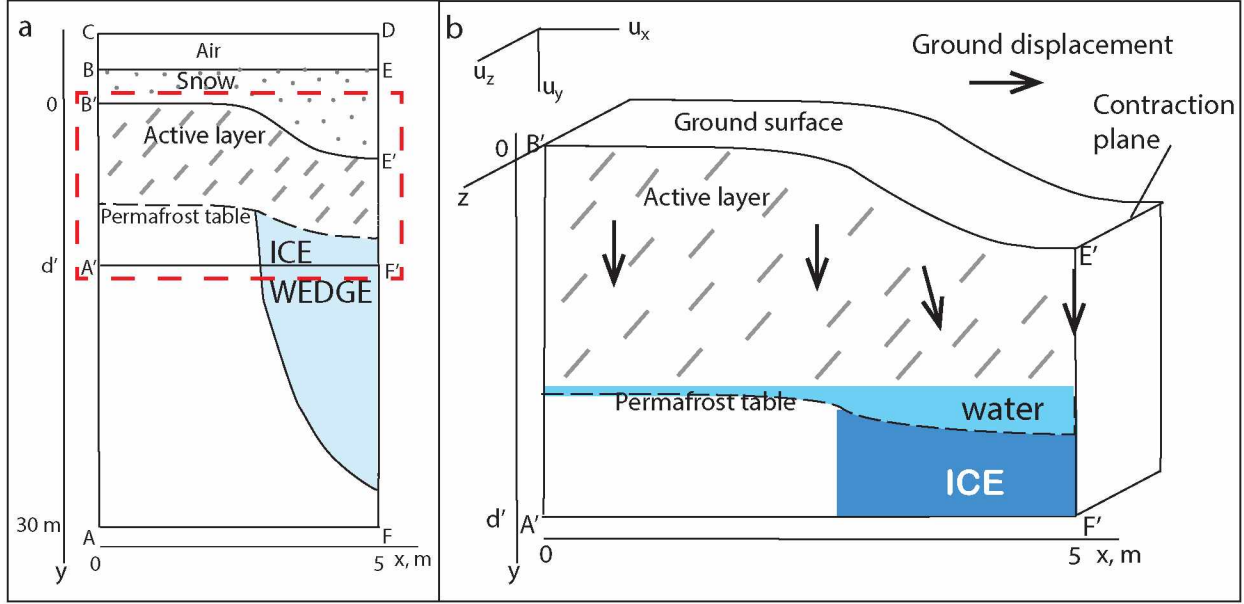 a
C
D
Air
B
E
Snow
0
B'
Active layer
E'
Permafrost table
ICE
d'
A'
F'
WEDGE
30 m
A
F
0
5
x, m
y
b
u_x
u_z
u_y
Ground displacement
Contraction
plane
Ground surface
0
B'
z
Active layer
E'
Permafrost table
water
ICE
d'
A'
F'
0
5
x, m
y